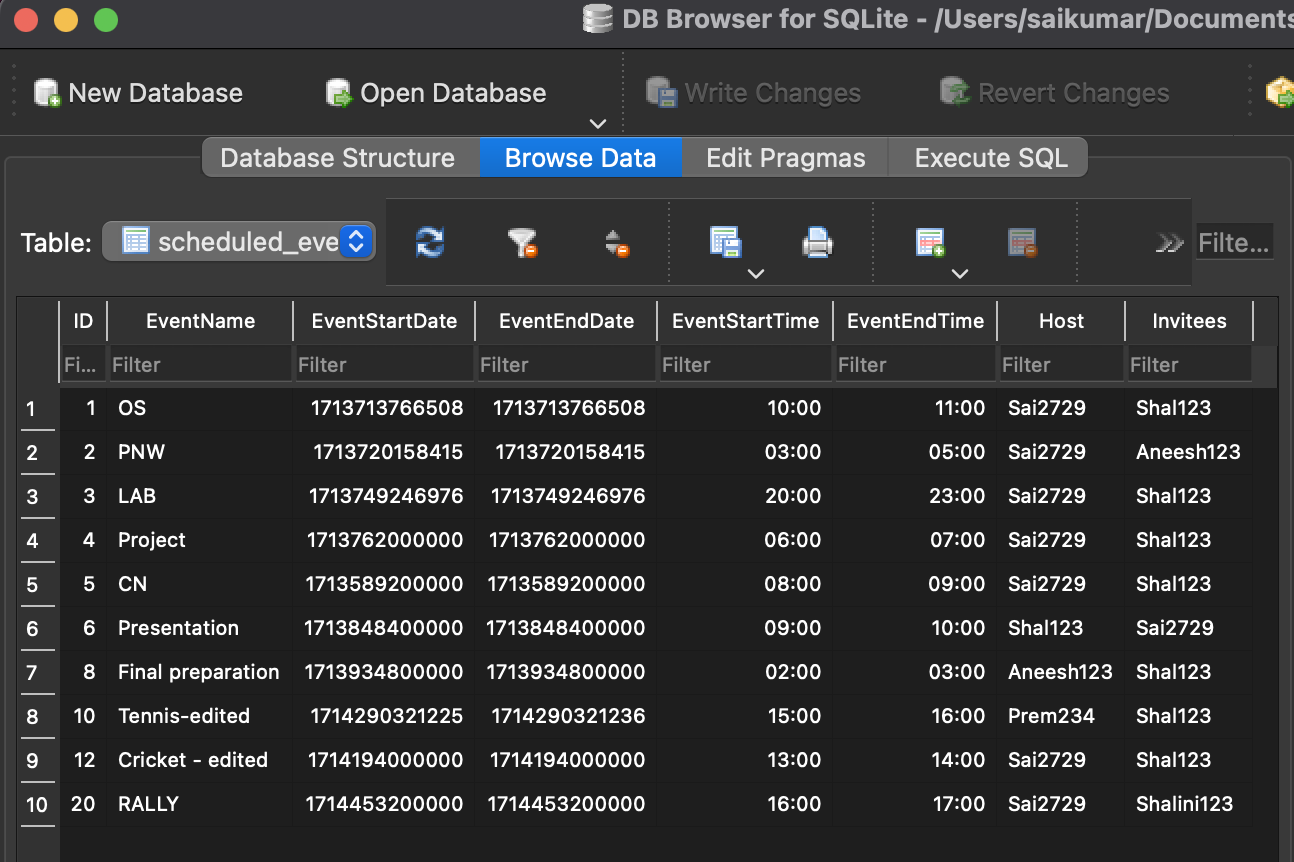 DB Browser for SQLite - /Users/saikumar/Documents
New Database Open Database Write Changes Revert Changes
Database Structure Browse Data Edit Pragmas Execute SQL
Table: scheduled_eve Filte...
ID EventName EventStartDate EventEndDate EventStartTime EventEndTime Host Invitees
Fi... Filter Filter Filter Filter Filter Filter Filter
1 1 OS 1713713766508 1713713766508 10:00 11:00 Sai2729 Shal123
2 2 PNW 1713720158415 1713720158415 03:00 05:00 Sai2729 Aneesh123
3 3 LAB 1713749246976 1713749246976 20:00 23:00 Sai2729 Shal123
4 4 Project 1713762000000 1713762000000 06:00 07:00 Sai2729 Shal123
5 5 CN 1713589200000 1713589200000 08:00 09:00 Sai2729 Shal123
6 6 Presentation 1713848400000 1713848400000 09:00 10:00 Shal123 Sai2729
7 8 Final preparation 1713934800000 1713934800000 02:00 03:00 Aneesh123 Shal123
8 10 Tennis-edited 1714290321225 1714290321236 15:00 16:00 Prem234 Shal123
9 12 Cricket - edited 1714194000000 1714194000000 13:00 14:00 Sai2729 Shal123
10 20 RALLY 1714453200000 1714453200000 16:00 17:00 Sai2729 Shalini123